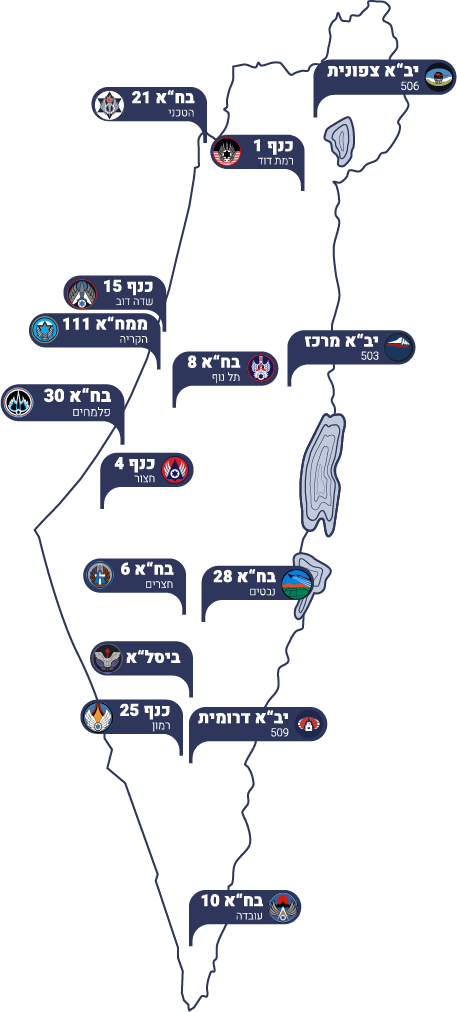 יב"א צפונית
506
בח"א 21
הטכני
כנף 1
רמת דוד
כנף 15
שדה דוב
ממח"א 111
הקריה
יב"א מרכז
503
בח"א 8
תל נוף
בח"א 30
פלמחים
כנף 4
חצור
בח"א 6
חצרים
בח"א 28
נבטים
ביסל"א
כנף 25
רמון
יב"א דרומית
509
בח"א 10
עובדה